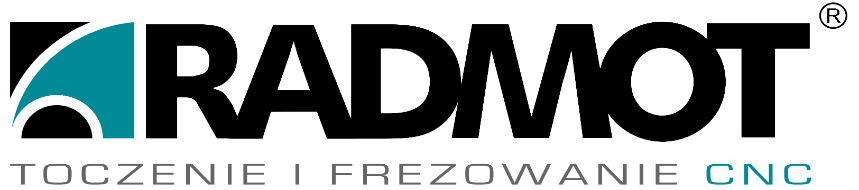 RADMOT®
TOCZENIE I FREZOWANIE CNC